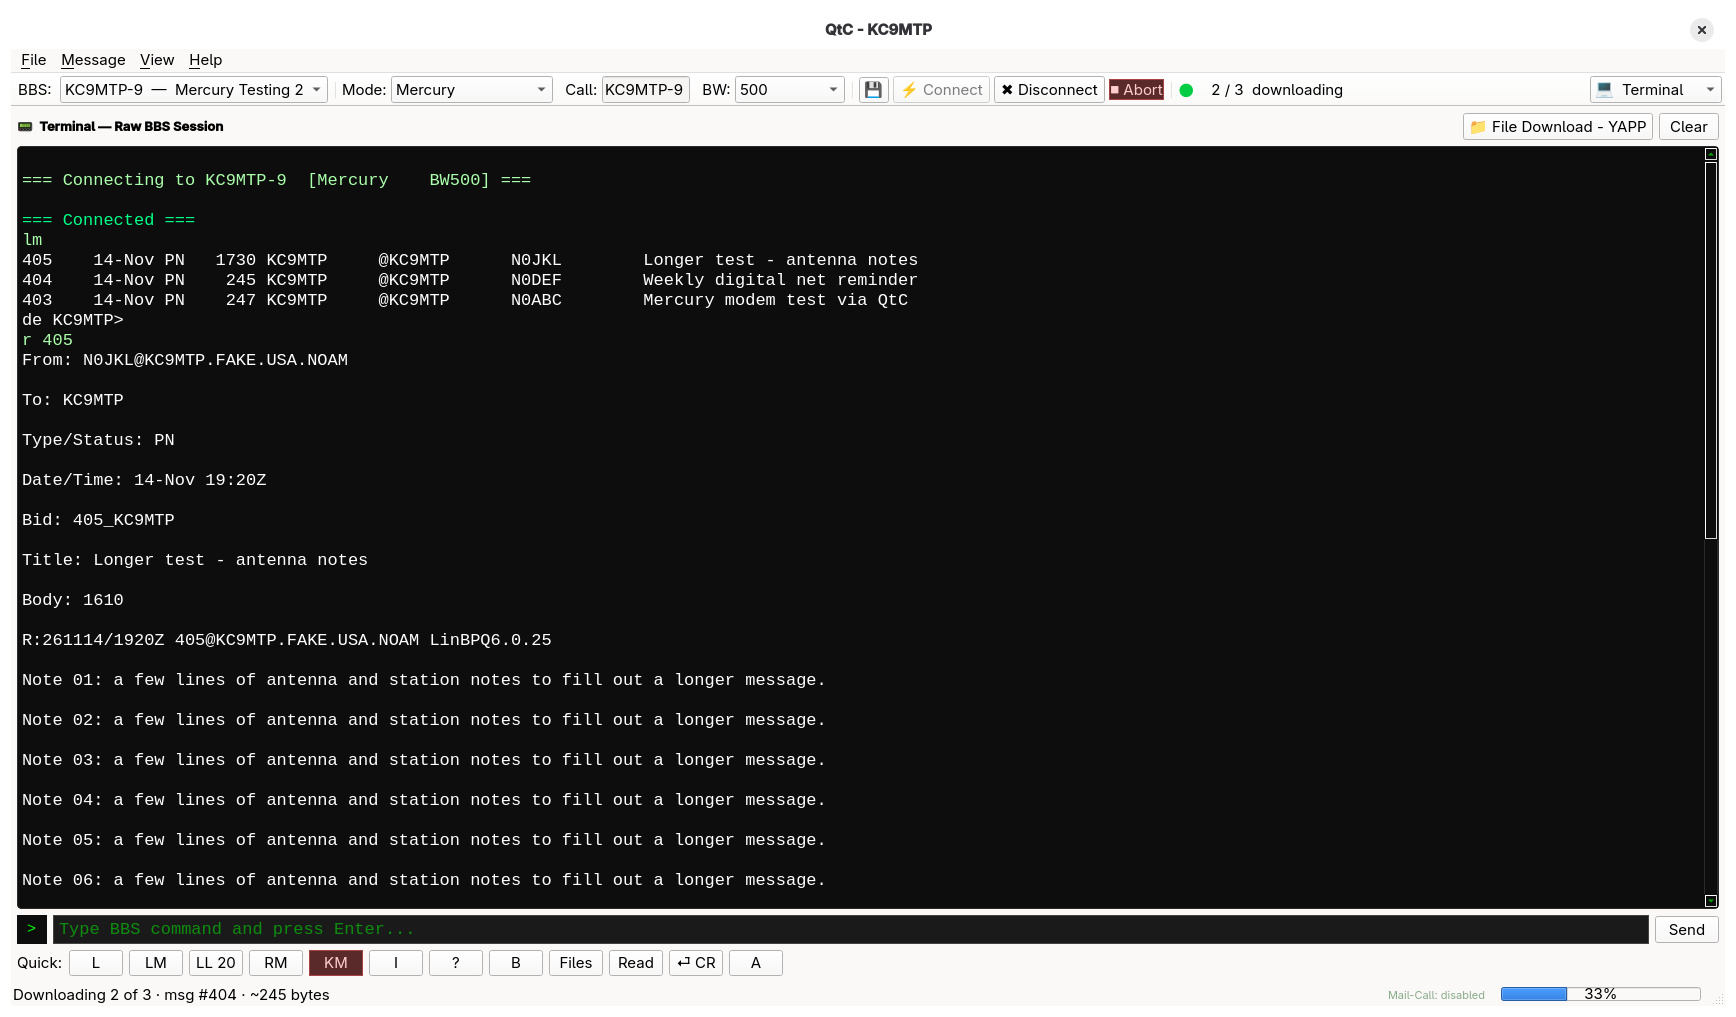 QtC - KC9MTP
File Message View Help
BBS: KC9MTP-9 — Mercury Testing 2 Mode: Mercury Call: KC9MTP-9 BW: 500 Connect Disconnect Abort 2 / 3 downloading Terminal
Terminal — Raw BBS Session File Download - YAPP Clear
=== Connecting to KC9MTP-9 [Mercury BW500] ===
=== Connected ===
lm
405 14-Nov PN 1730 KC9MTP @KC9MTP N0JKL Longer test - antenna notes
404 14-Nov PN 245 KC9MTP @KC9MTP N0DEF Weekly digital net reminder
403 14-Nov PN 247 KC9MTP @KC9MTP N0ABC Mercury modem test via QtC
de KC9MTP>
r 405
From: N0JKL@KC9MTP.FAKE.USA.NOAM
To: KC9MTP
Type/Status: PN
Date/Time: 14-Nov 19:20Z
Bid: 405_KC9MTP
Title: Longer test - antenna notes
Body: 1610
R:261114/1920Z 405@KC9MTP.FAKE.USA.NOAM LinBPQ6.0.25
Note 01: a few lines of antenna and station notes to fill out a longer message.
Note 02: a few lines of antenna and station notes to fill out a longer message.
Note 03: a few lines of antenna and station notes to fill out a longer message.
Note 04: a few lines of antenna and station notes to fill out a longer message.
Note 05: a few lines of antenna and station notes to fill out a longer message.
Note 06: a few lines of antenna and station notes to fill out a longer message.
> Type BBS command and press Enter... Send
Quick: L LM LL 20 RM KM I ? B Files Read ⏎ CR A
Downloading 2 of 3 · msg #404 · ~245 bytes Mail-Call: disabled 33%